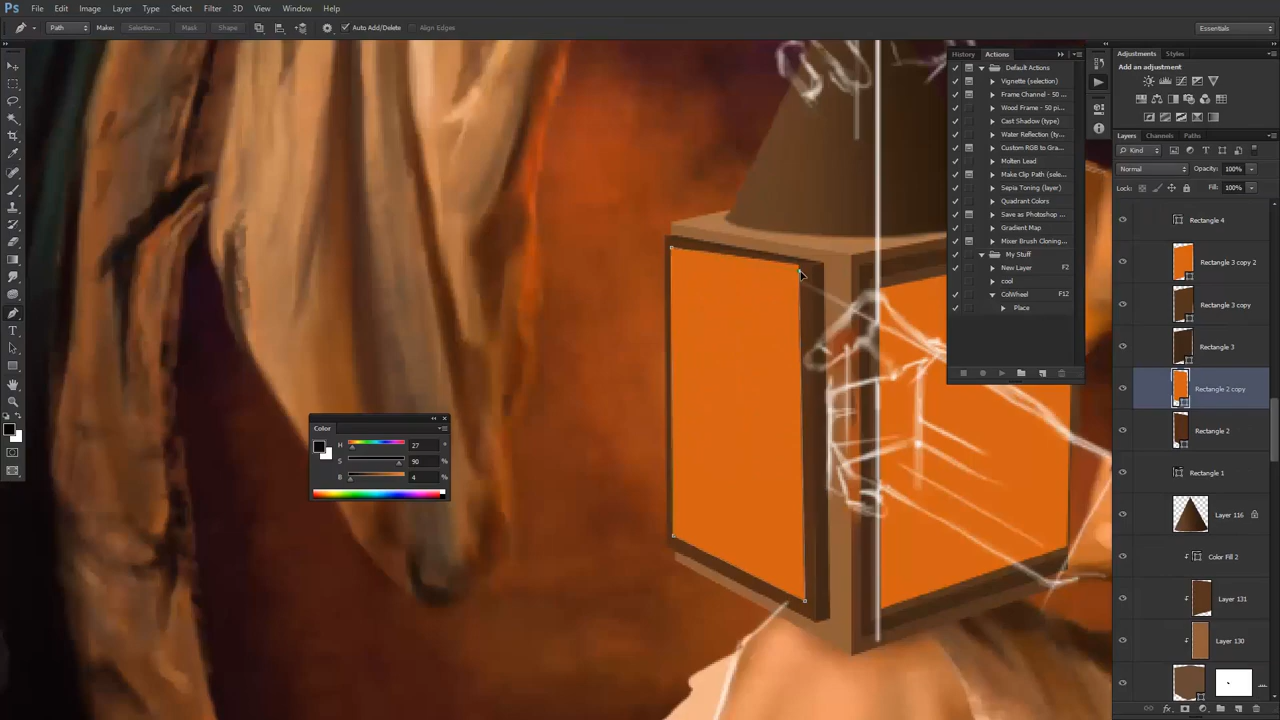 Ps File Edit Image Layer Type Select Filter 3D View Window Help
Path Make: Selection... Mask Shape Auto Add/Delete Align Edges Essentials
History Actions
Default Actions
Vignette (selection)
Frame Channel - 50 ...
Wood Frame - 50 pi...
Cast Shadow (type)
Water Reflection (ty...
Custom RGB to Gra...
Molten Lead
Make Clip Path (sele...
Sepia Toning (layer)
Quadrant Colors
Save as Photoshop ...
Gradient Map
Mixer Brush Cloning...
My Stuff
New Layer F2
cool
ColWheel F12
Place
Color
H 27 °
S 90 %
B 4 %
Adjustments Styles
Add an adjustment
Layers Channels Paths
Kind
Normal Opacity: 100%
Lock: Fill: 100%
Rectangle 4
Rectangle 3 copy 2
Rectangle 3 copy
Rectangle 3
Rectangle 2 copy
Rectangle 2
Rectangle 1
Layer 116
Color Fill 2
Layer 131
Layer 130
fx